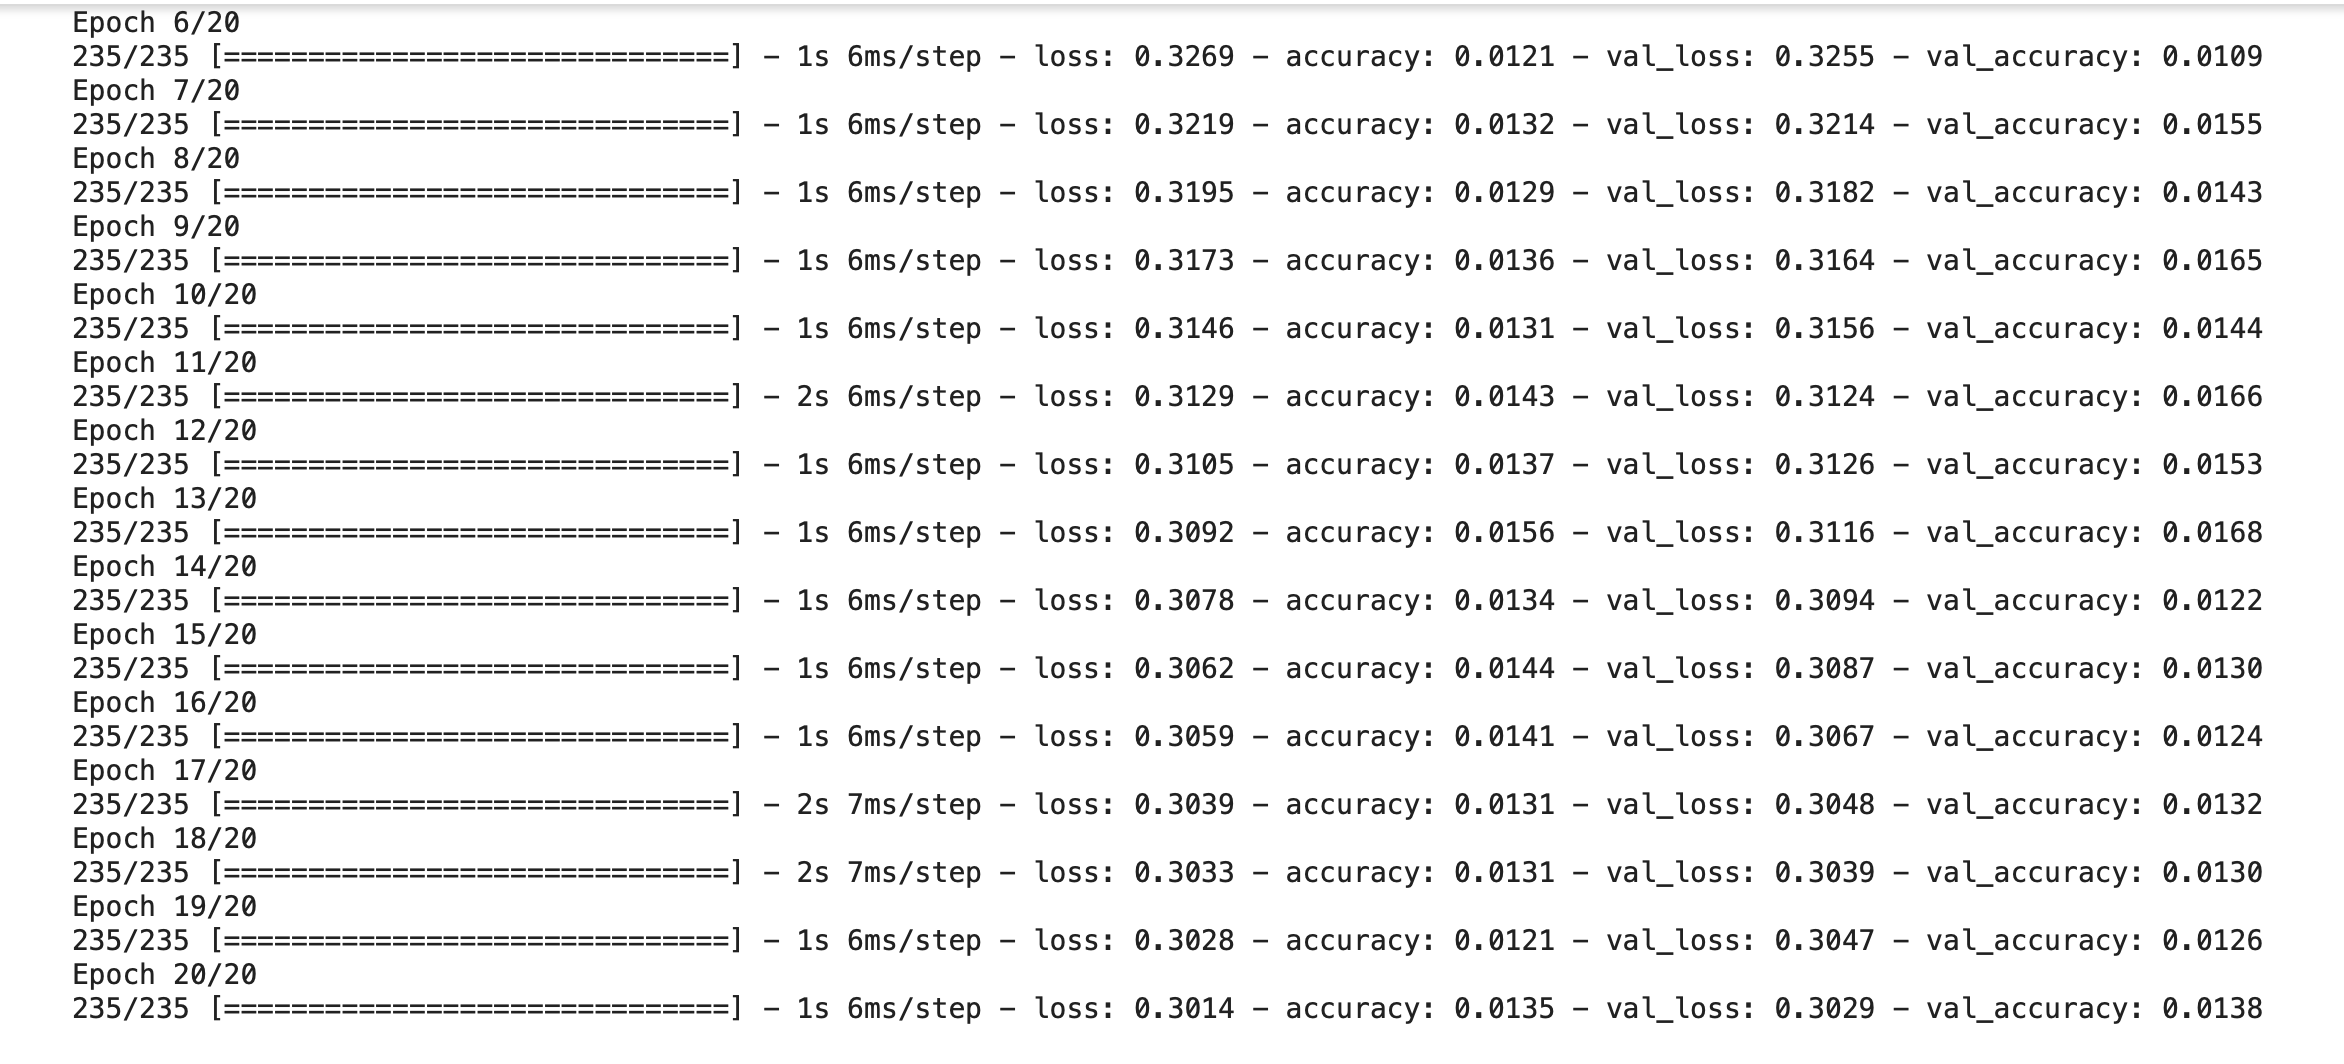 Epoch 6/20
235/235 [==============================] - 1s 6ms/step - loss: 0.3269 - accuracy: 0.0121 - val_loss: 0.3255 - val_accuracy: 0.0109
Epoch 7/20
235/235 [==============================] - 1s 6ms/step - loss: 0.3219 - accuracy: 0.0132 - val_loss: 0.3214 - val_accuracy: 0.0155
Epoch 8/20
235/235 [==============================] - 1s 6ms/step - loss: 0.3195 - accuracy: 0.0129 - val_loss: 0.3182 - val_accuracy: 0.0143
Epoch 9/20
235/235 [==============================] - 1s 6ms/step - loss: 0.3173 - accuracy: 0.0136 - val_loss: 0.3164 - val_accuracy: 0.0165
Epoch 10/20
235/235 [==============================] - 1s 6ms/step - loss: 0.3146 - accuracy: 0.0131 - val_loss: 0.3156 - val_accuracy: 0.0144
Epoch 11/20
235/235 [==============================] - 2s 6ms/step - loss: 0.3129 - accuracy: 0.0143 - val_loss: 0.3124 - val_accuracy: 0.0166
Epoch 12/20
235/235 [==============================] - 1s 6ms/step - loss: 0.3105 - accuracy: 0.0137 - val_loss: 0.3126 - val_accuracy: 0.0153
Epoch 13/20
235/235 [==============================] - 1s 6ms/step - loss: 0.3092 - accuracy: 0.0156 - val_loss: 0.3116 - val_accuracy: 0.0168
Epoch 14/20
235/235 [==============================] - 1s 6ms/step - loss: 0.3078 - accuracy: 0.0134 - val_loss: 0.3094 - val_accuracy: 0.0122
Epoch 15/20
235/235 [==============================] - 1s 6ms/step - loss: 0.3062 - accuracy: 0.0144 - val_loss: 0.3087 - val_accuracy: 0.0130
Epoch 16/20
235/235 [==============================] - 1s 6ms/step - loss: 0.3059 - accuracy: 0.0141 - val_loss: 0.3067 - val_accuracy: 0.0124
Epoch 17/20
235/235 [==============================] - 2s 7ms/step - loss: 0.3039 - accuracy: 0.0131 - val_loss: 0.3048 - val_accuracy: 0.0132
Epoch 18/20
235/235 [==============================] - 2s 7ms/step - loss: 0.3033 - accuracy: 0.0131 - val_loss: 0.3039 - val_accuracy: 0.0130
Epoch 19/20
235/235 [==============================] - 1s 6ms/step - loss: 0.3028 - accuracy: 0.0121 - val_loss: 0.3047 - val_accuracy: 0.0126
Epoch 20/20
235/235 [==============================] - 1s 6ms/step - loss: 0.3014 - accuracy: 0.0135 - val_loss: 0.3029 - val_accuracy: 0.0138